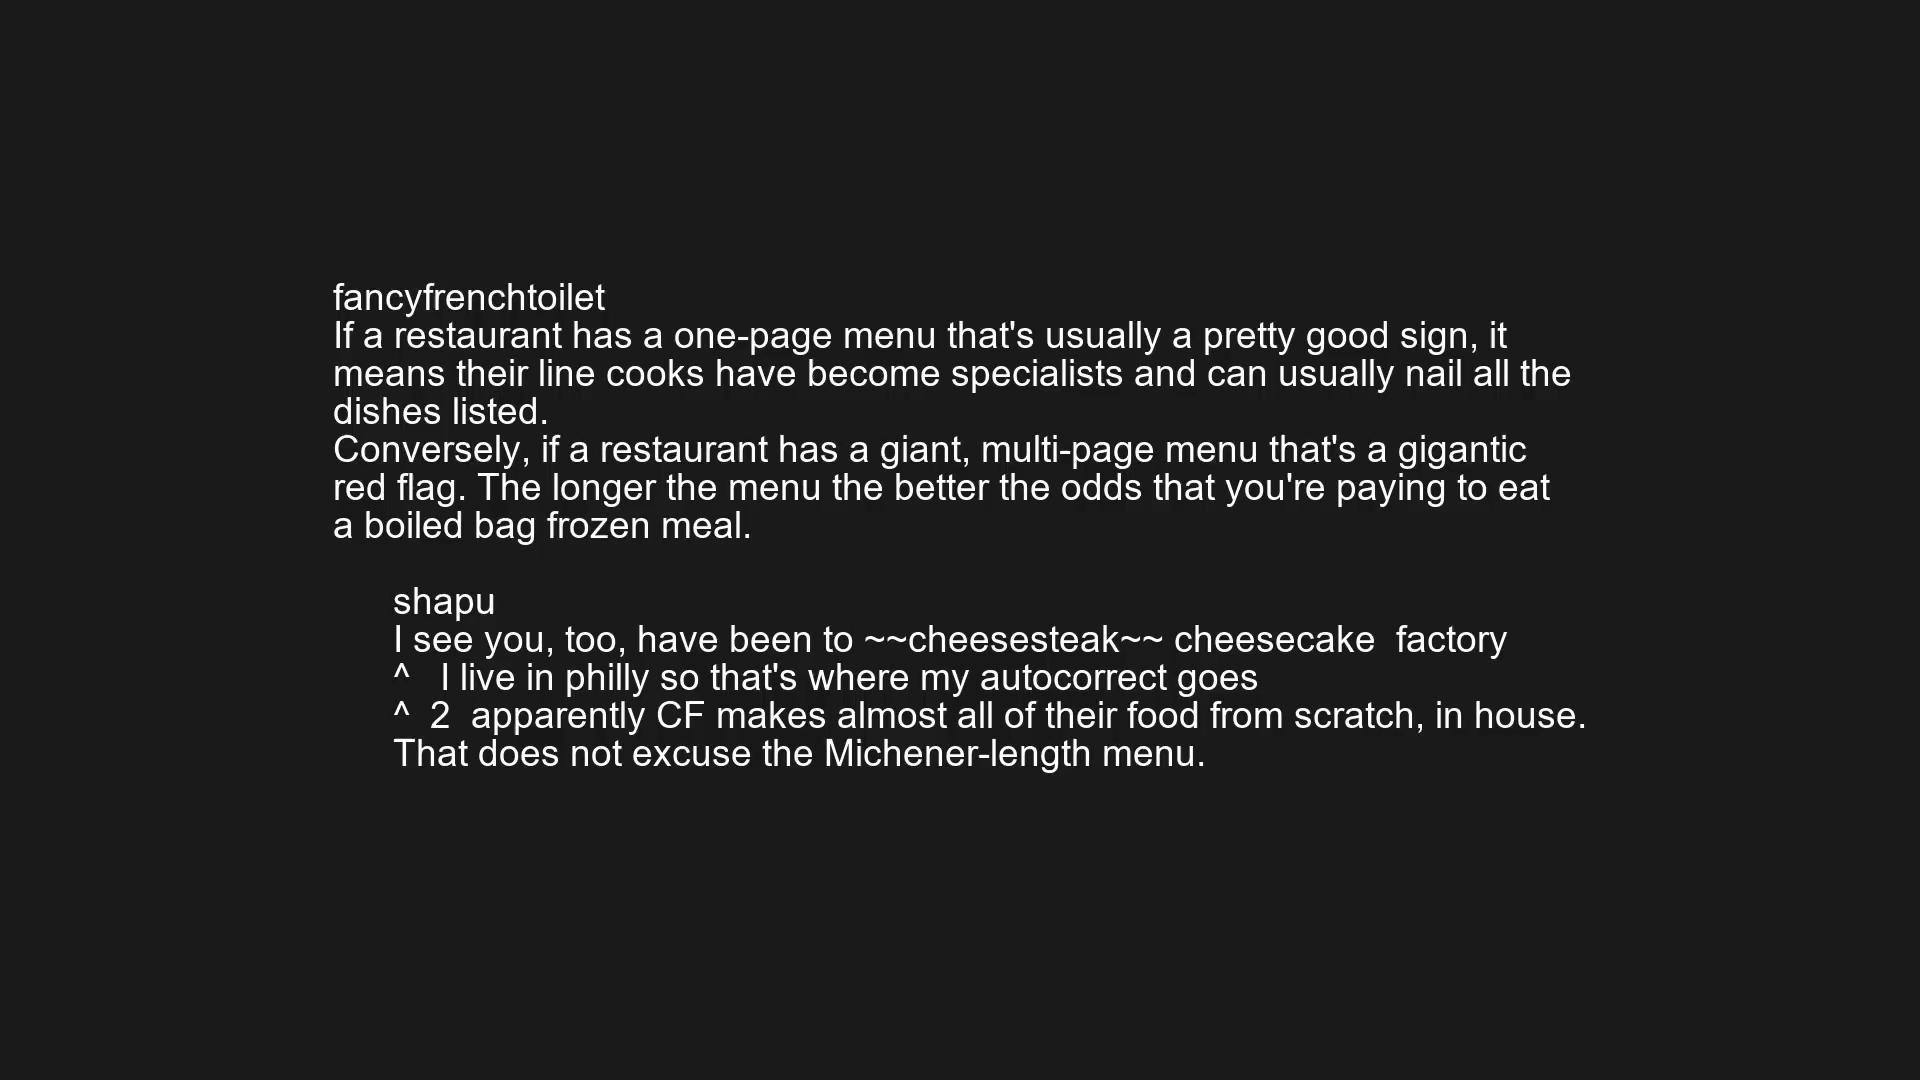 fancyfrenchtoilet
If a restaurant has a one-page menu that's usually a pretty good sign, it
means their line cooks have become specialists and can usually nail all the
dishes listed.
Conversely, if a restaurant has a giant, multi-page menu that's a gigantic
red flag. The longer the menu the better the odds that you're paying to eat
a boiled bag frozen meal.
shapu
I see you, too, have been to ~~cheesesteak~~ cheesecake  factory
^   I live in philly so that's where my autocorrect goes
^  2  apparently CF makes almost all of their food from scratch, in house.
That does not excuse the Michener-length menu.